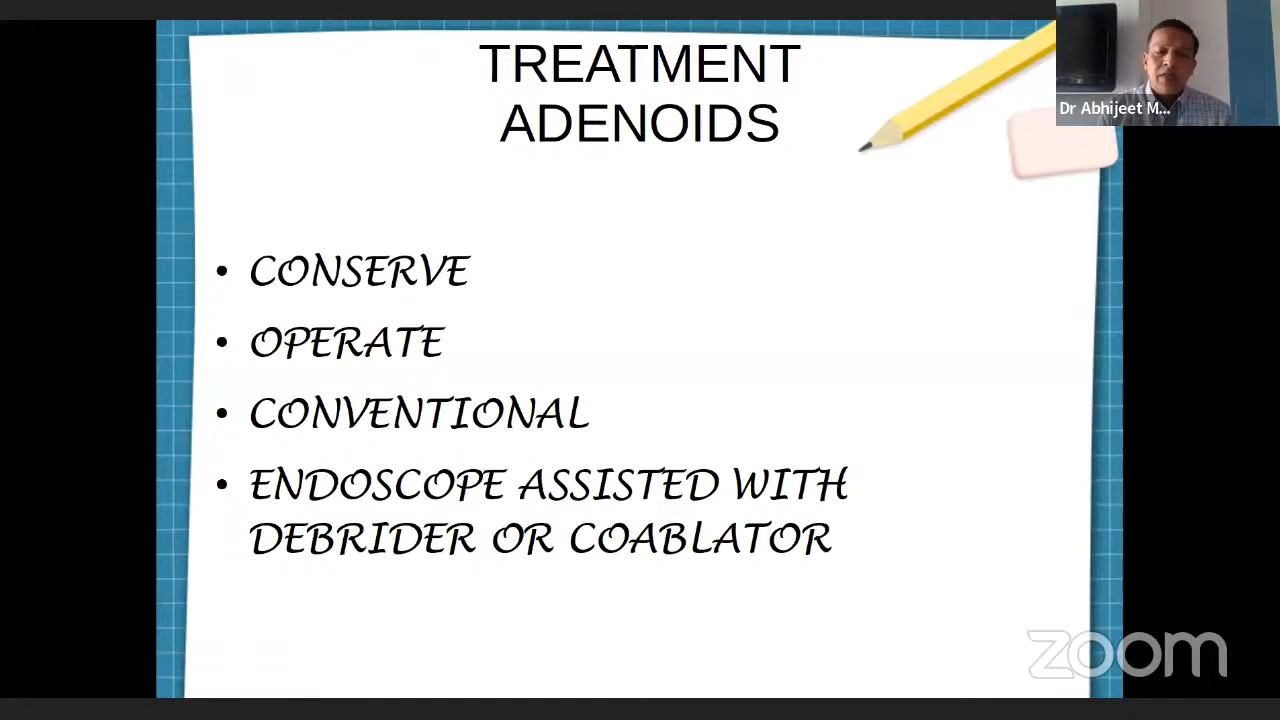 TREATMENT
ADENOIDS
Dr Abhijeet M...
• CONSERVE
• OPERATE
• CONVENTIONAL
• ENDOSCOPE ASSISTED WITH
DEBRIDER OR COABLATOR
zoom